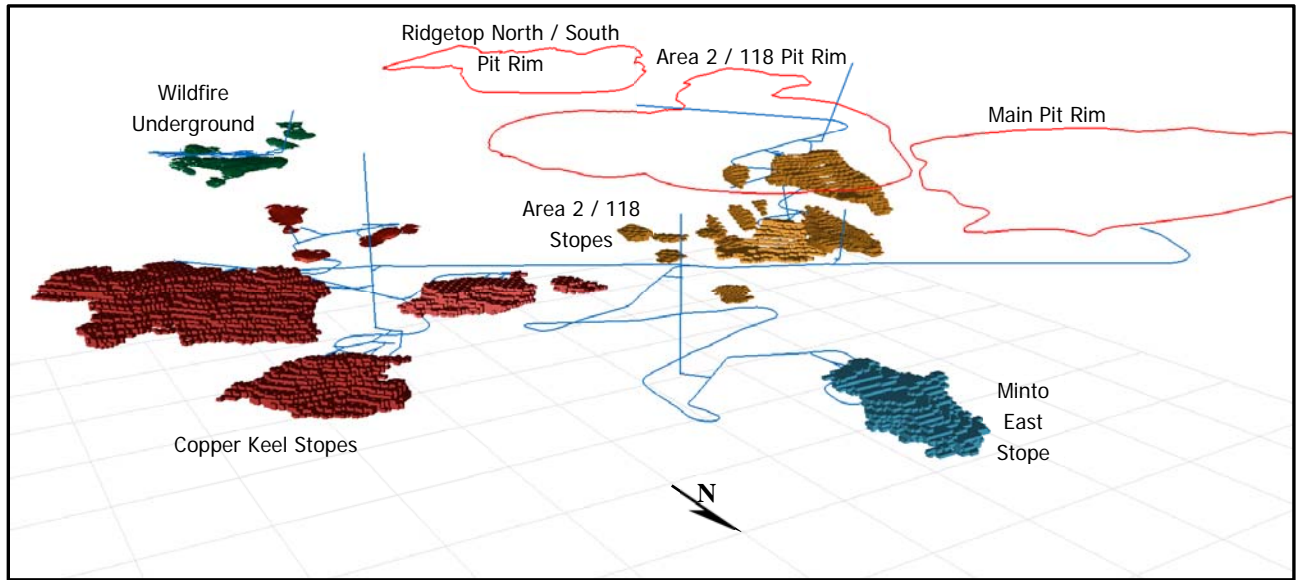 Ridgetop North / South
Pit Rim
Area 2 / 118 Pit Rim
Wildfire
Underground
Main Pit Rim
Area 2 / 118
Stopes
Copper Keel Stopes
Minto
East
Stope
N